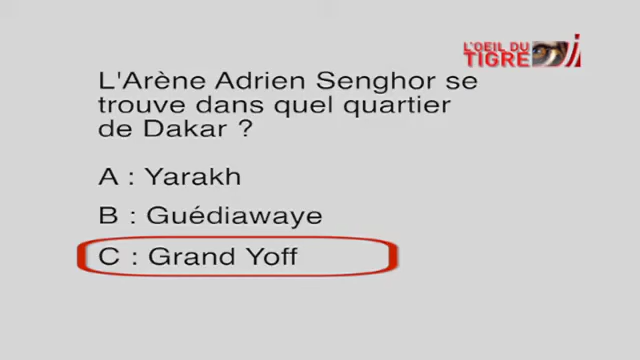 L'OEIL DU
TIGRE
L'Arène Adrien Senghor se
trouve dans quel quartier
de Dakar ?
A : Yarakh
B : Guédiawaye
C : Grand Yoff